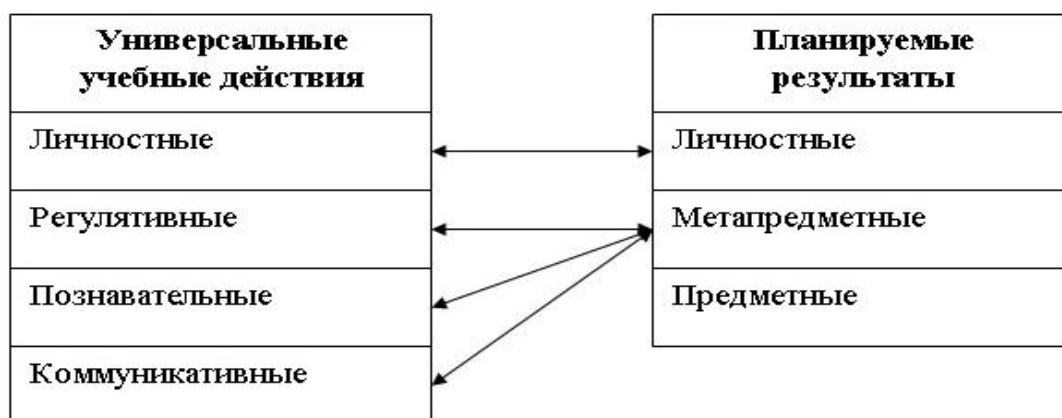 Универсальные
учебные действия
Личностные
Регулятивные
Познавательные
Коммуникативные
Планируемые
результаты
Личностные
Метапредметные
Предметные